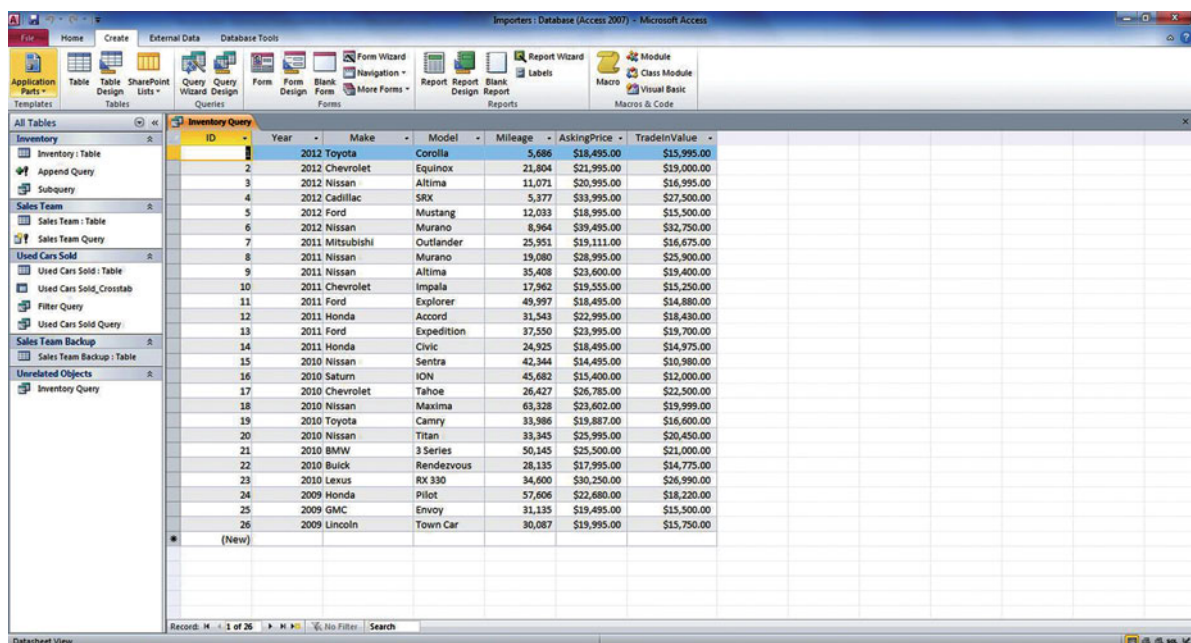 Importers : Database (Access 2007) - Microsoft Access
File Home Create External Data Database Tools
Application Parts Table Table Design SharePoint Lists Query Wizard Query Design Form Form Design Blank Form Form Wizard Navigation More Forms Report Report Design Blank Report Report Wizard Labels Macro Module Class Module Visual Basic
Templates Tables Queries Forms Reports Macros & Code
All Tables
Inventory
Inventory : Table
Append Query
Subquery
Sales Team
Sales Team : Table
Sales Team Query
Used Cars Sold
Used Cars Sold : Table
Used Cars Sold_Crosstab
Filter Query
Used Cars Sold Query
Sales Team Backup
Sales Team Backup : Table
Unrelated Objects
Inventory Query
Inventory Query
ID Year Make Model Mileage AskingPrice TradeInValue
1 2012 Toyota Corolla 5,686 $18,495.00 $15,995.00
2 2012 Chevrolet Equinox 21,804 $21,995.00 $19,000.00
3 2012 Nissan Altima 11,071 $20,995.00 $16,995.00
4 2012 Cadillac SRX 5,377 $33,995.00 $27,500.00
5 2012 Ford Mustang 12,033 $18,995.00 $15,500.00
6 2012 Nissan Murano 8,964 $39,495.00 $32,750.00
7 2011 Mitsubishi Outlander 25,951 $19,111.00 $16,675.00
8 2011 Nissan Murano 19,080 $28,995.00 $25,900.00
9 2011 Nissan Altima 35,408 $23,600.00 $19,400.00
10 2011 Chevrolet Impala 17,962 $19,555.00 $15,250.00
11 2011 Ford Explorer 49,997 $18,495.00 $14,880.00
12 2011 Honda Accord 31,543 $22,995.00 $18,430.00
13 2011 Ford Expedition 37,550 $23,995.00 $19,700.00
14 2011 Honda Civic 24,925 $18,495.00 $14,975.00
15 2010 Nissan Sentra 42,344 $14,495.00 $10,980.00
16 2010 Saturn ION 45,682 $15,400.00 $12,000.00
17 2010 Chevrolet Tahoe 26,427 $26,785.00 $22,500.00
18 2010 Nissan Maxima 63,328 $23,602.00 $19,999.00
19 2010 Toyota Camry 33,986 $19,887.00 $16,600.00
20 2010 Nissan Titan 33,345 $25,995.00 $20,450.00
21 2010 BMW 3 Series 50,145 $25,500.00 $21,000.00
22 2010 Buick Rendezvous 28,135 $17,995.00 $14,775.00
23 2010 Lexus RX 330 34,600 $30,250.00 $26,990.00
24 2009 Honda Pilot 57,606 $22,680.00 $18,220.00
25 2009 GMC Envoy 31,135 $19,495.00 $15,500.00
26 2009 Lincoln Town Car 30,087 $19,995.00 $15,750.00
(New)
Record: 1 of 26 No Filter Search
Datasheet View